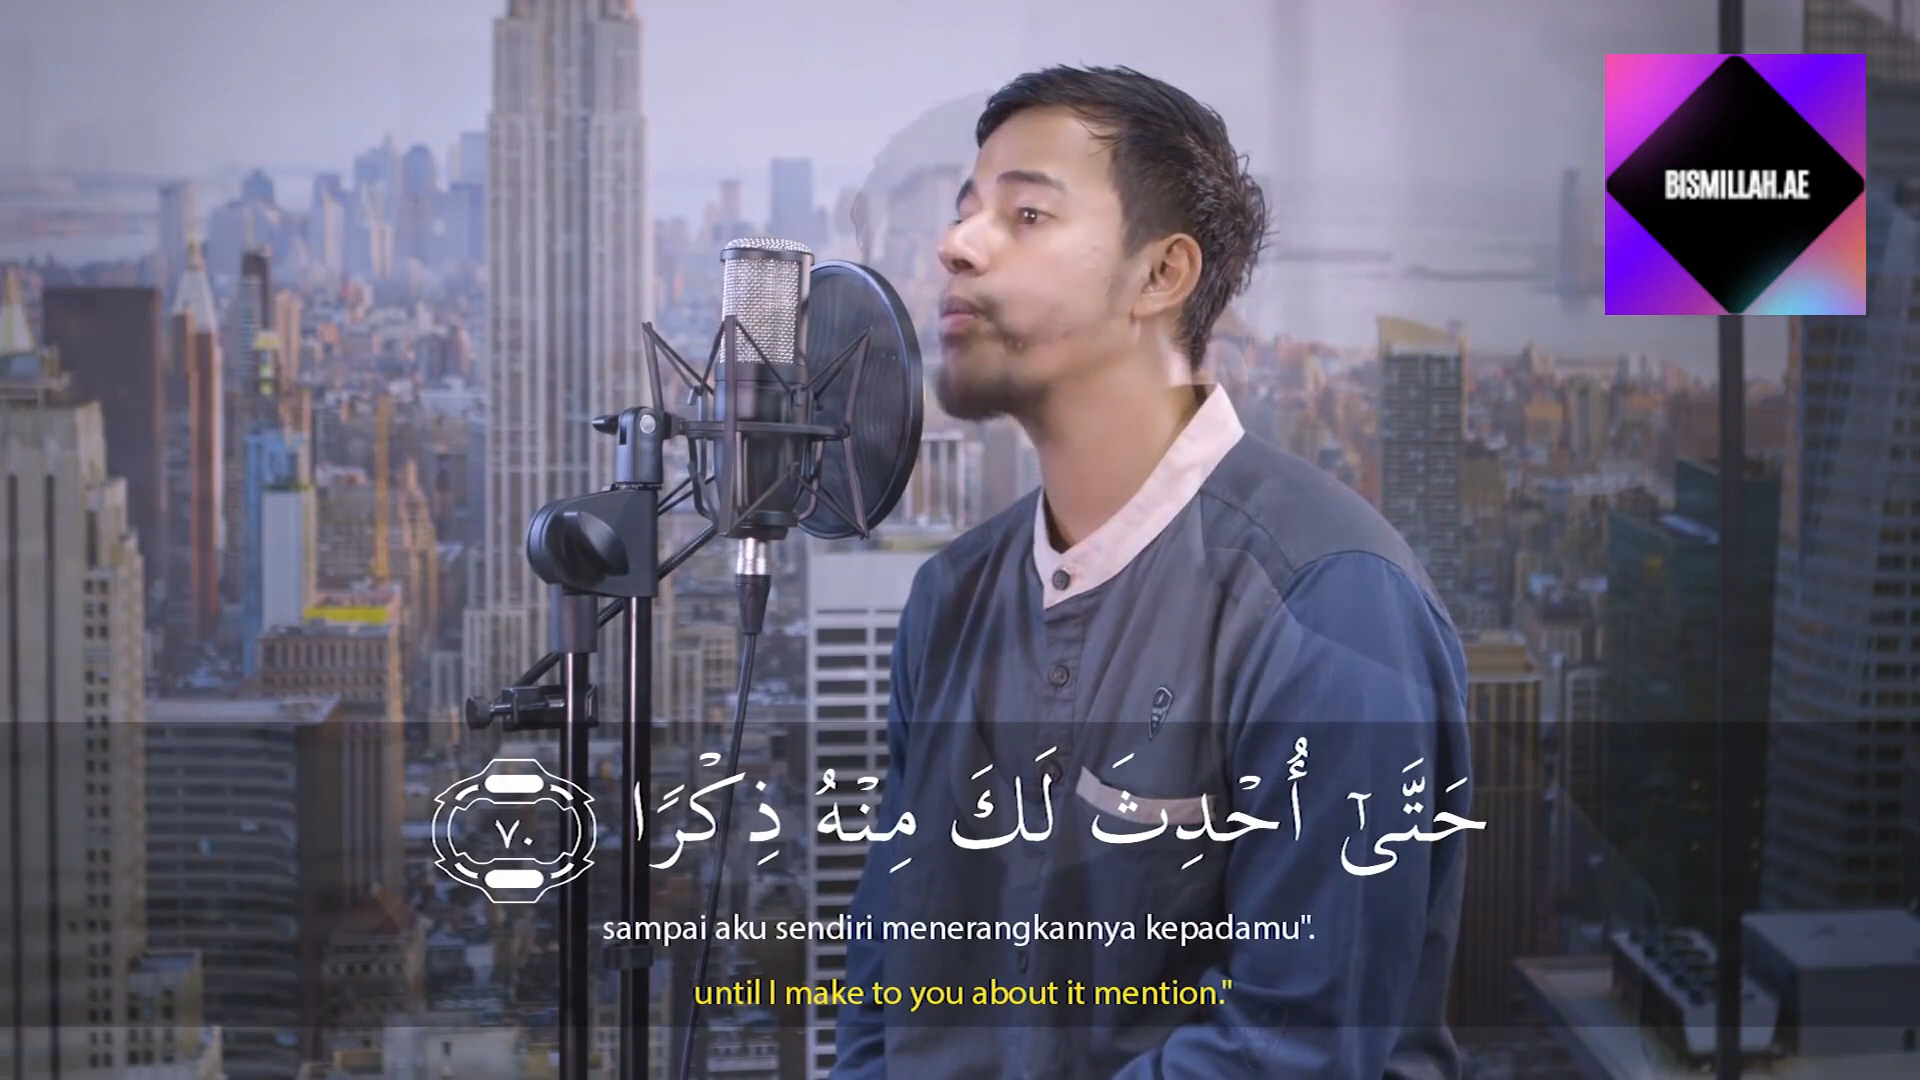 BISMILLAH.AE
حَتَّىٰٓ أُحْدِثَ لَكَ مِنْهُ ذِكْرًا ٧٠
sampai aku sendiri menerangkannya kepadamu".
until I make to you about it mention."